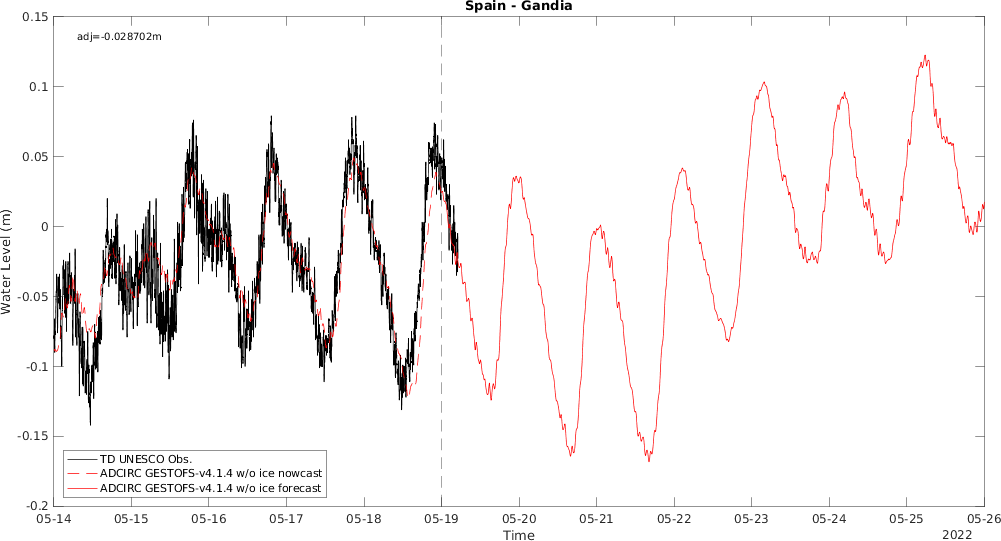 Spain - Gandia
adj=-0.028702m
Water Level (m)
0.15
0.1
0.05
0
-0.05
-0.1
-0.15
-0.2
TD UNESCO Obs.
ADCIRC GESTOFS-v4.1.4 w/o ice nowcast
ADCIRC GESTOFS-v4.1.4 w/o ice forecast
05-14 05-15 05-16 05-17 05-18 05-19 05-20 05-21 05-22 05-23 05-24 05-25 05-26
Time
2022